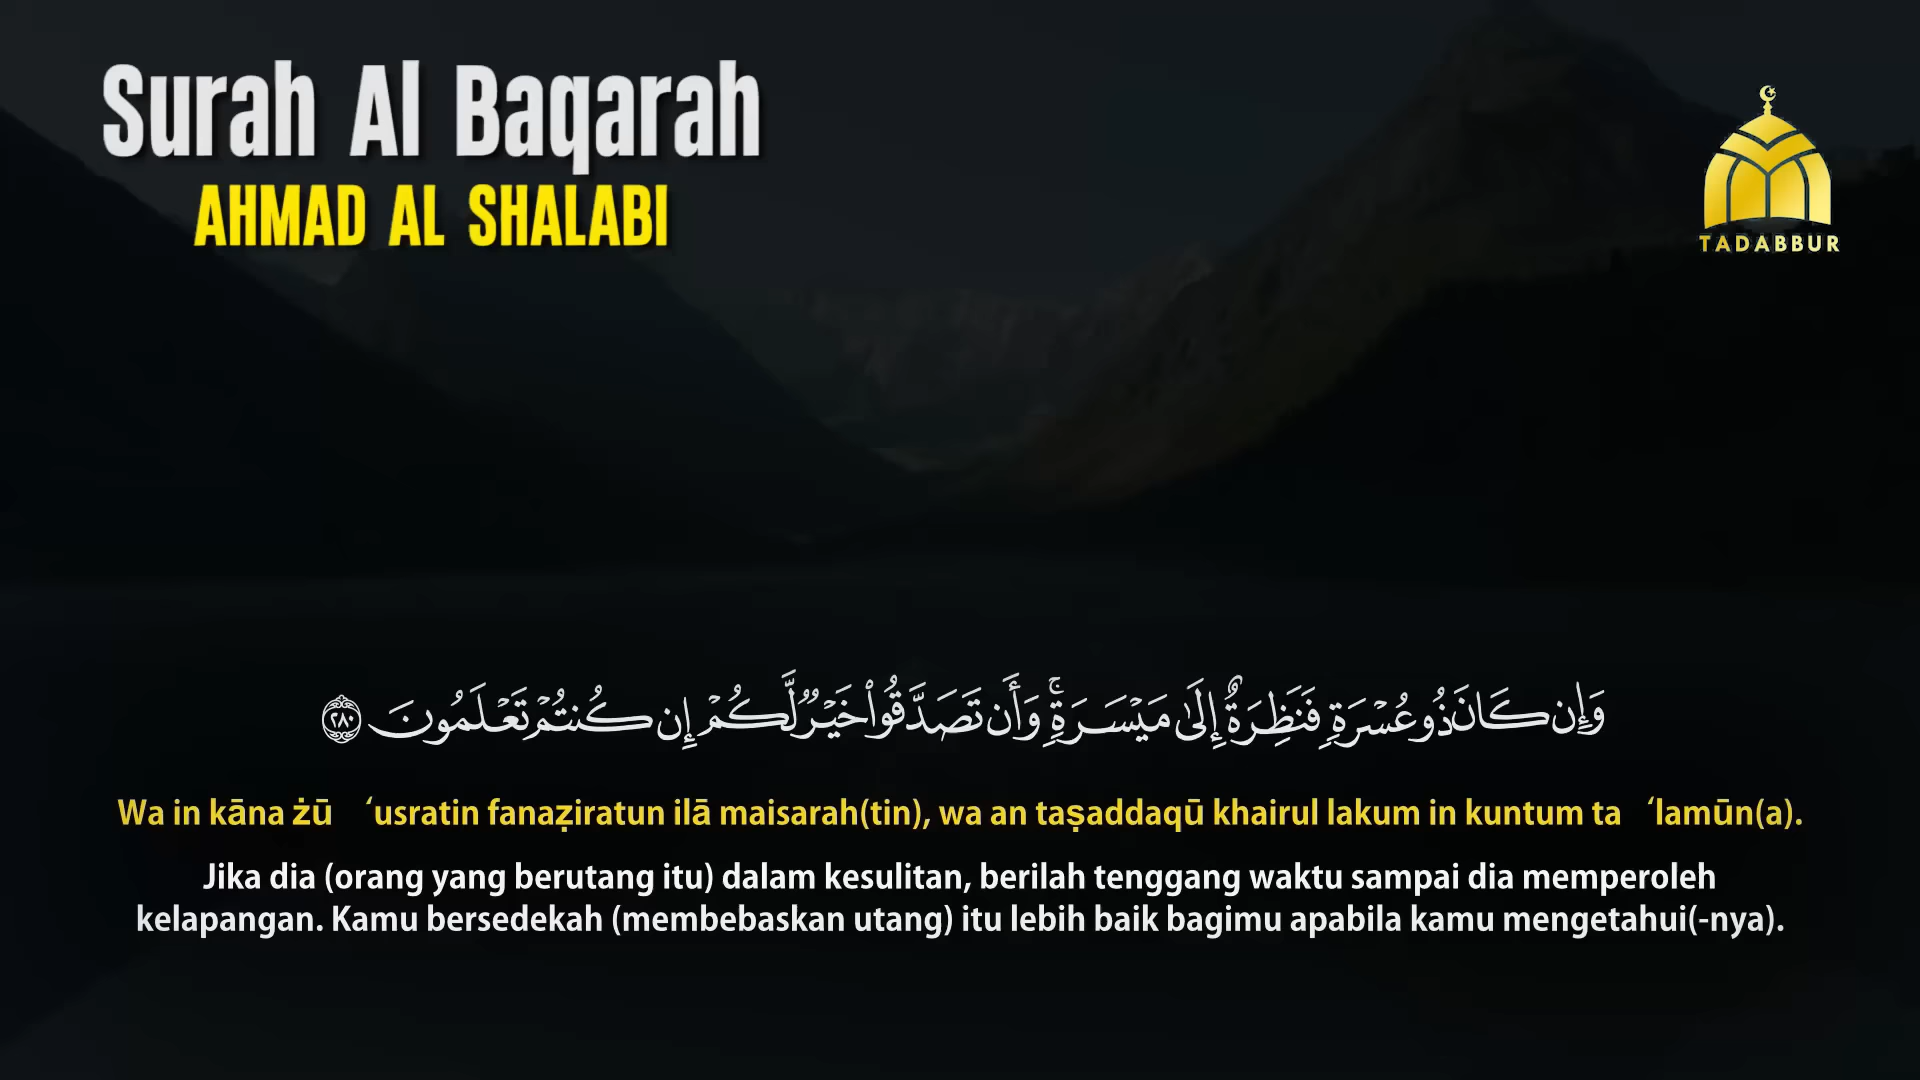 Surah Al Baqarah
AHMAD AL SHALABI
TADABBUR
وَإِن كَانَ ذُو عُسْرَةٍ فَنَظِرَةٌ إِلَىٰ مَيْسَرَةٍ ۚ وَأَن تَصَدَّقُوا۟ خَيْرٌ لَّكُمْ إِن كُنتُمْ تَعْلَمُونَ ٢٨٠
Wa in kāna żū ‘usratin fanaẓiratun ilā maisarah(tin), wa an taṣaddaqū khairul lakum in kuntum ta ‘lamūn(a).
Jika dia (orang yang berutang itu) dalam kesulitan, berilah tenggang waktu sampai dia memperoleh
kelapangan. Kamu bersedekah (membebaskan utang) itu lebih baik bagimu apabila kamu mengetahui(-nya).